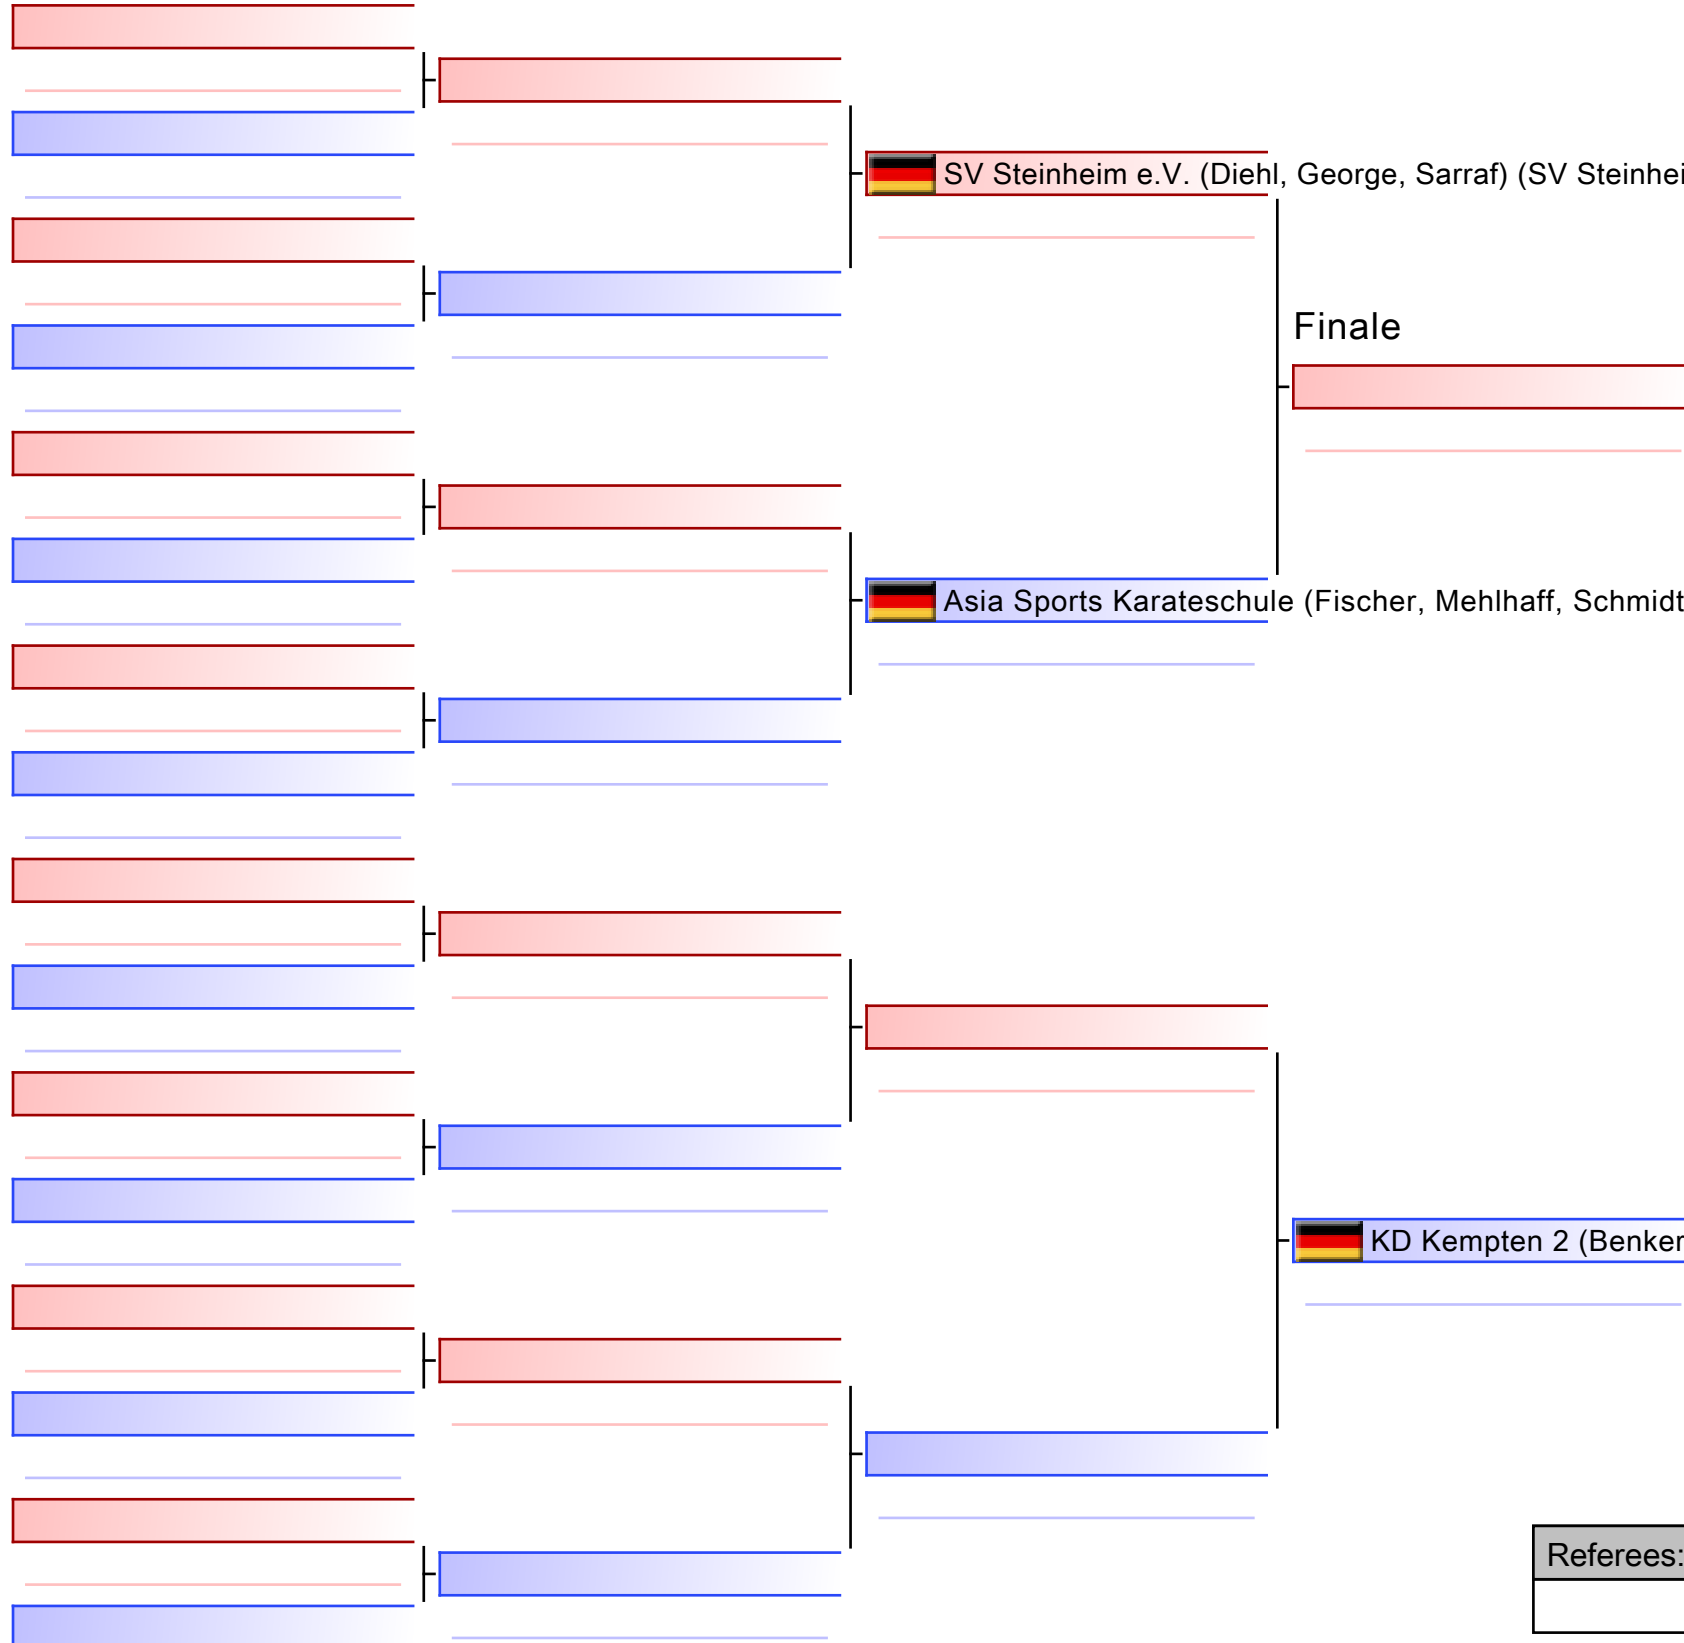 SV Steinheim e.V. (Diehl, George, Sarraf) (SV Steinhei
Finale
Asia Sports Karateschule (Fischer, Mehlhaff, Schmidt
KD Kempten 2 (Benker
Referees: